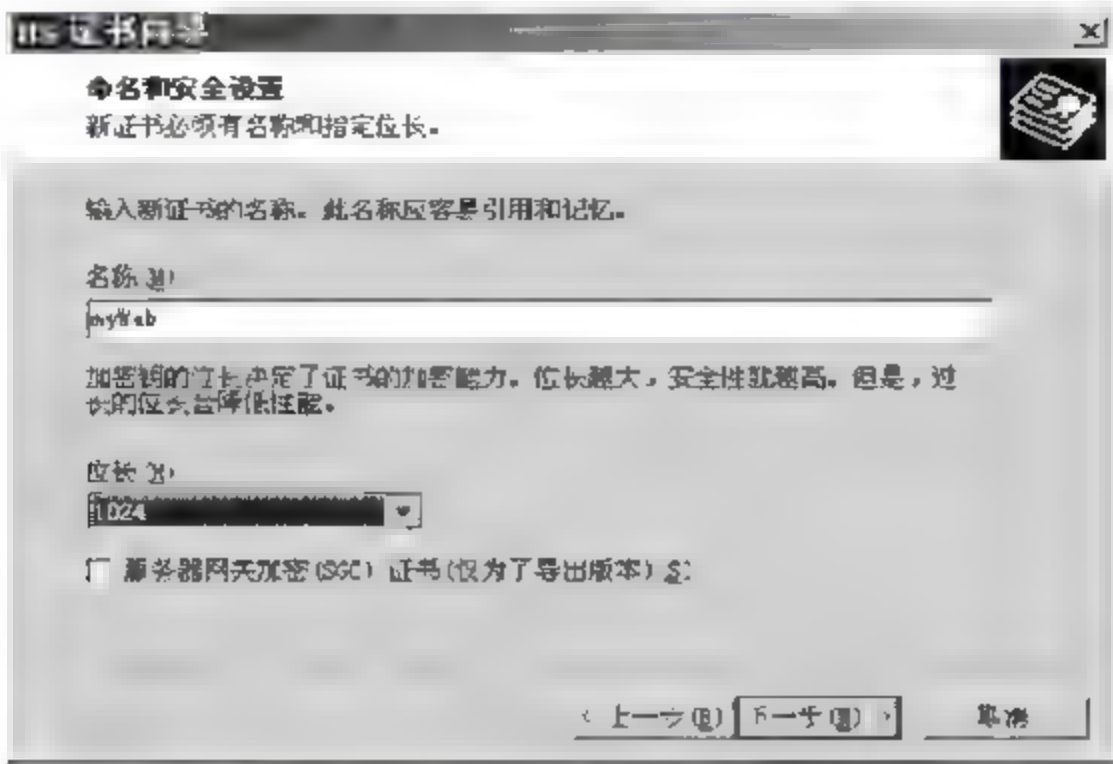 IIS 证书向导
命名和安全设置
新证书必须有名称和指定位长。
输入新证书的名称。此名称应容易引用和记忆。
名称(M)
myWeb
加密钥的位长决定了证书的加密能力。位长越大，安全性就越高。但是，过
长的位长会降低性能。
位长(H)
1024
服务器网关加密(SGC) 证书(仅为了导出版本)(S)
< 上一步(B)
下一步(N) >
取消